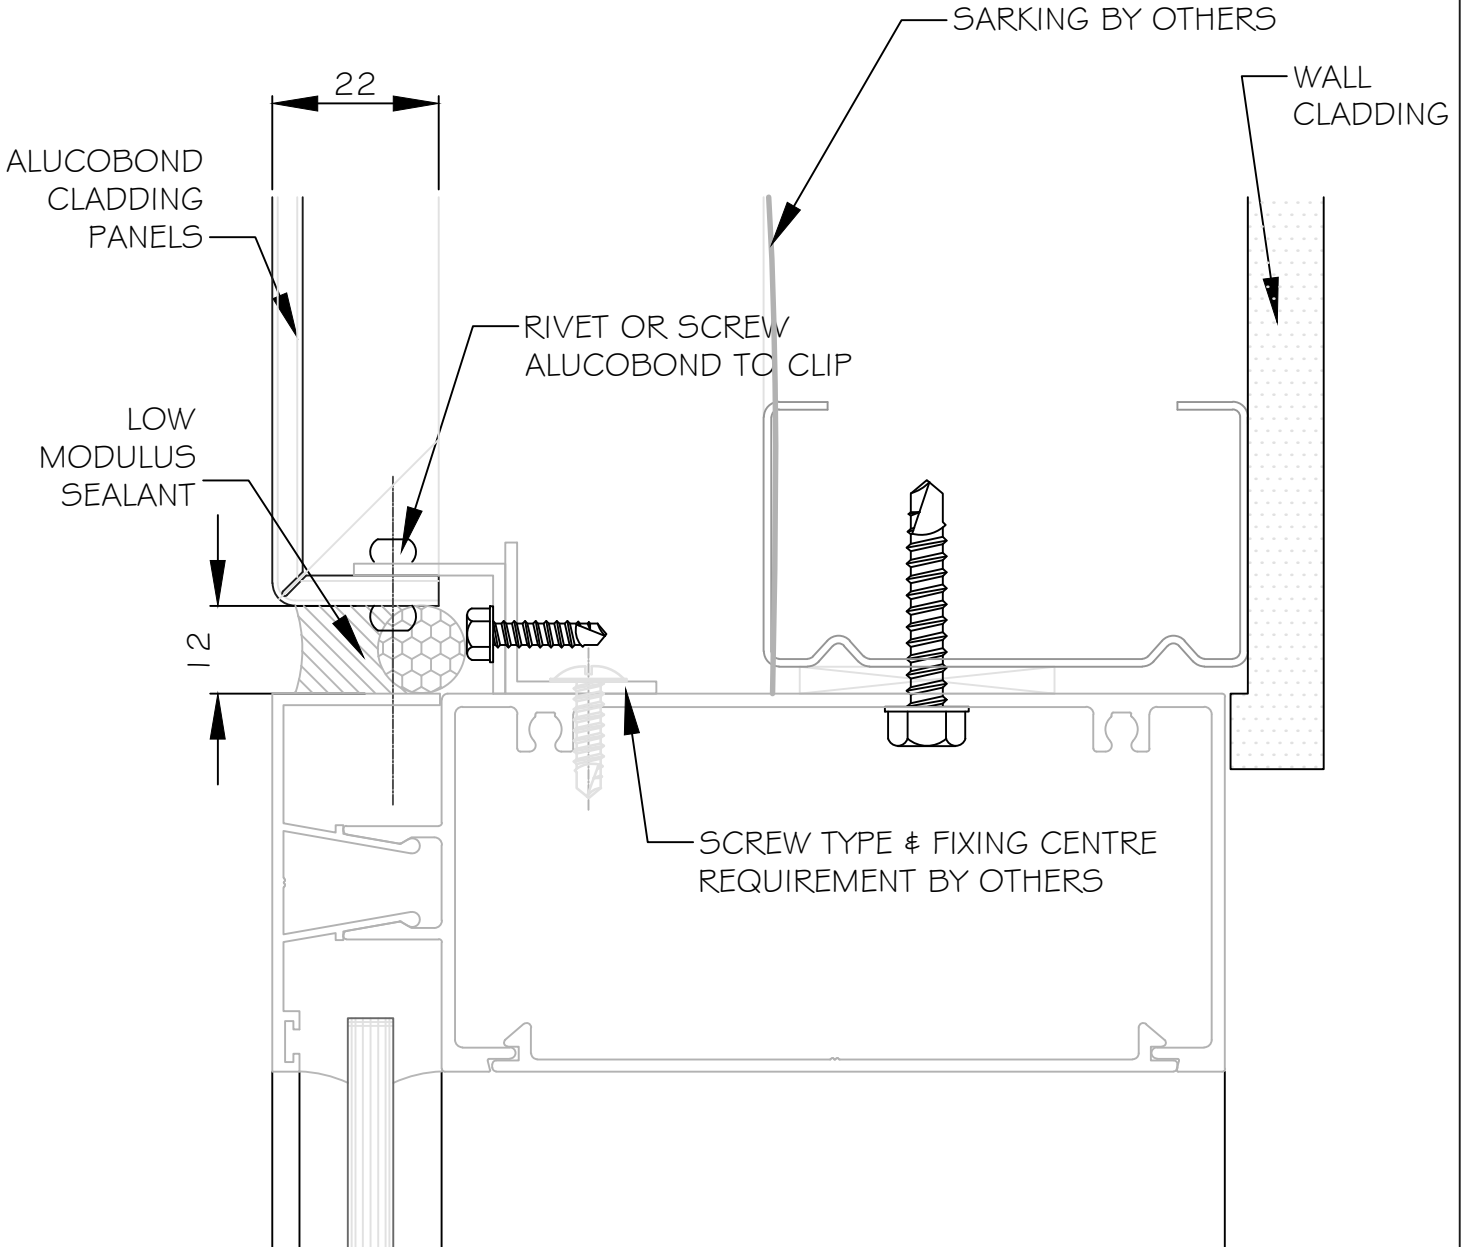 SARKING BY OTHERS
WALL
CLADDING
22
ALUCOBOND
CLADDING
PANELS
RIVET OR SCREW
ALUCOBOND TO CLIP
LOW
MODULUS
SEALANT
12
SCREW TYPE & FIXING CENTRE
REQUIREMENT BY OTHERS